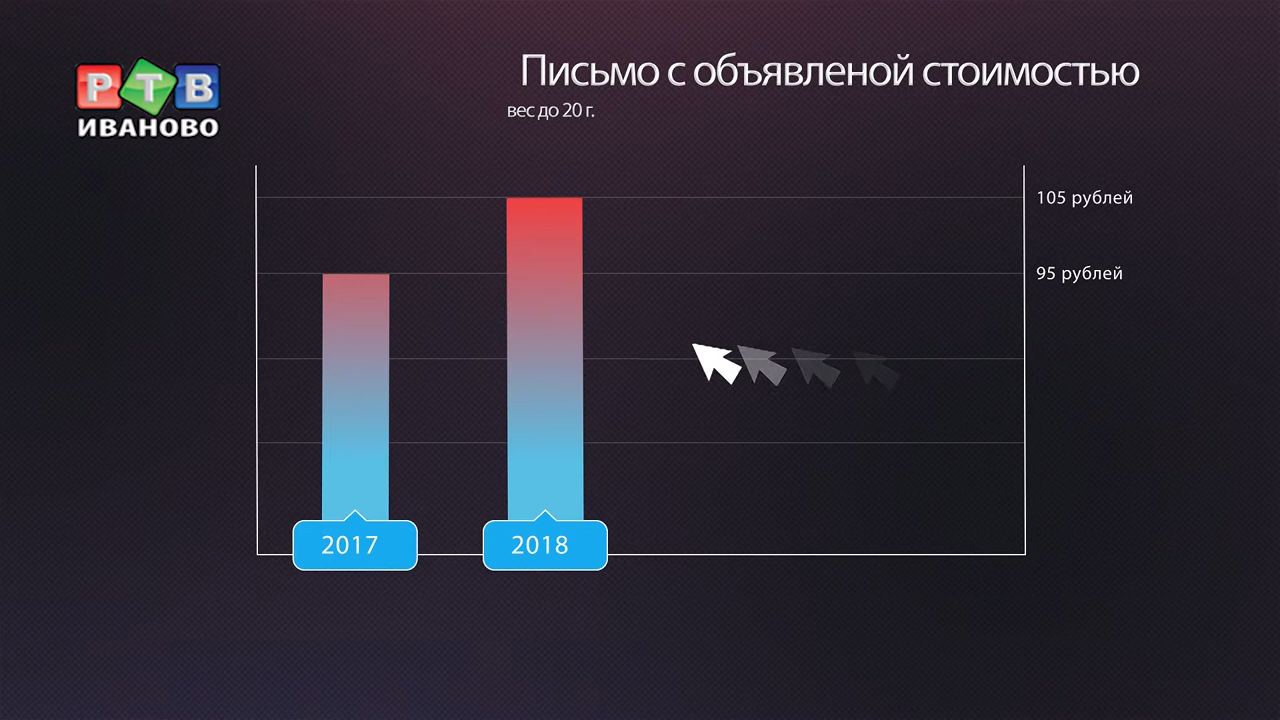 РТВ
ИВАНОВО
Письмо с объявленой стоимостью
вес до 20 г.
105 рублей
95 рублей
2017
2018